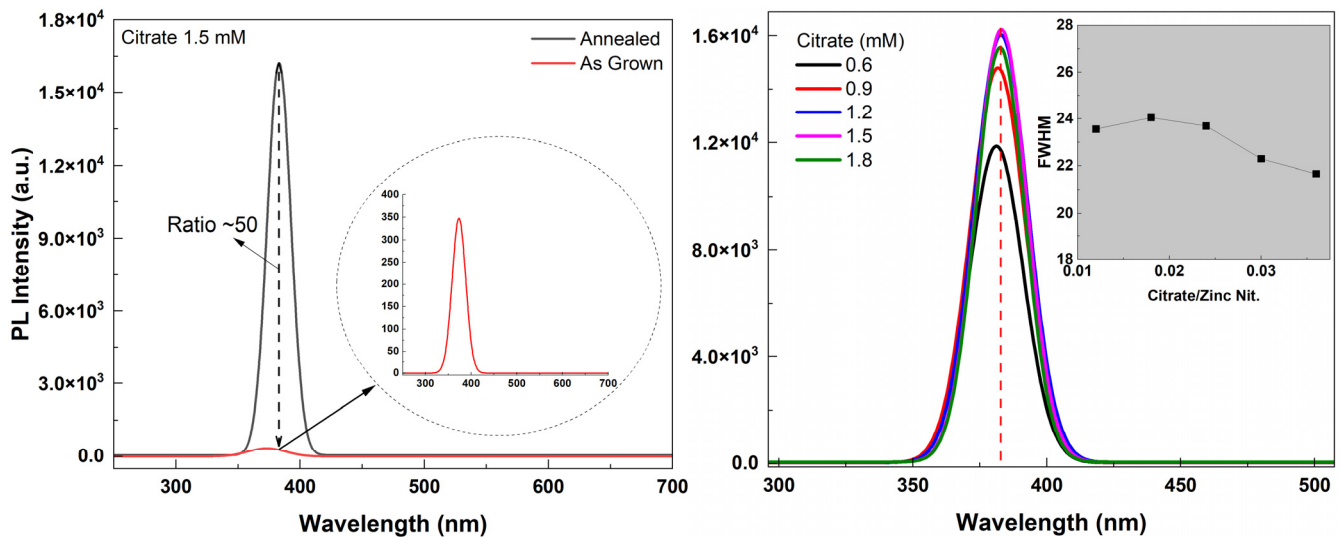 Citrate 1.5 mM
Annealed
As Grown
PL Intensity (a.u.)
1.8×10⁴
1.5×10⁴
1.2×10⁴
9.0×10³
6.0×10³
3.0×10³
0.0
Ratio ~50
400
350
300
250
200
150
100
50
0
300 400 500 600 700
300 400 500 600 700
Wavelength (nm)
1.6×10⁴
1.2×10⁴
8.0×10³
4.0×10³
0.0
Citrate (mM)
0.6
0.9
1.2
1.5
1.8
FWHM
28
26
24
22
20
18
0.01 0.02 0.03
Citrate/Zinc Nit.
300 350 400 450 500
Wavelength (nm)